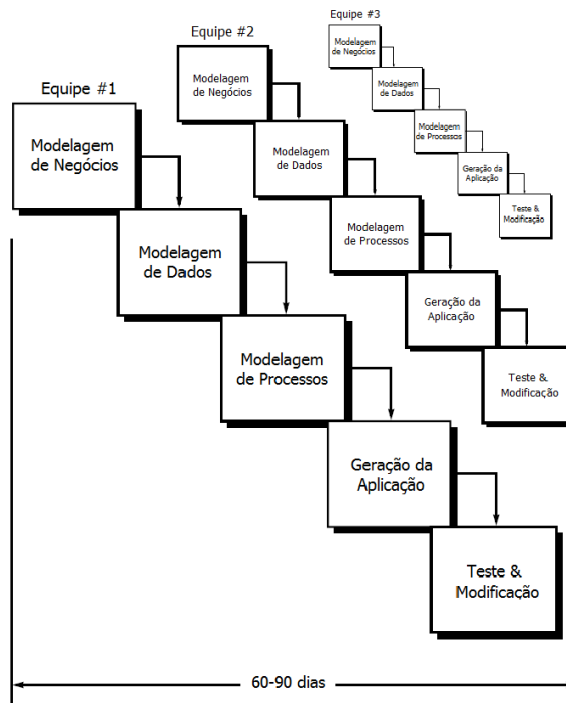 Equipe #1
Modelagem
de Negócios
Modelagem
de Dados
Modelagem
de Processos
Geração da
Aplicação
Teste &
Modificação
Equipe #2
Modelagem
de Negócios
Modelagem
de Dados
Modelagem
de Processos
Geração da
Aplicação
Teste &
Modificação
Equipe #3
Modelagem
de Negócios
Modelagem
de Dados
Modelagem
de Processos
Geração da
Aplicação
Teste &
Modificação
60-90 dias